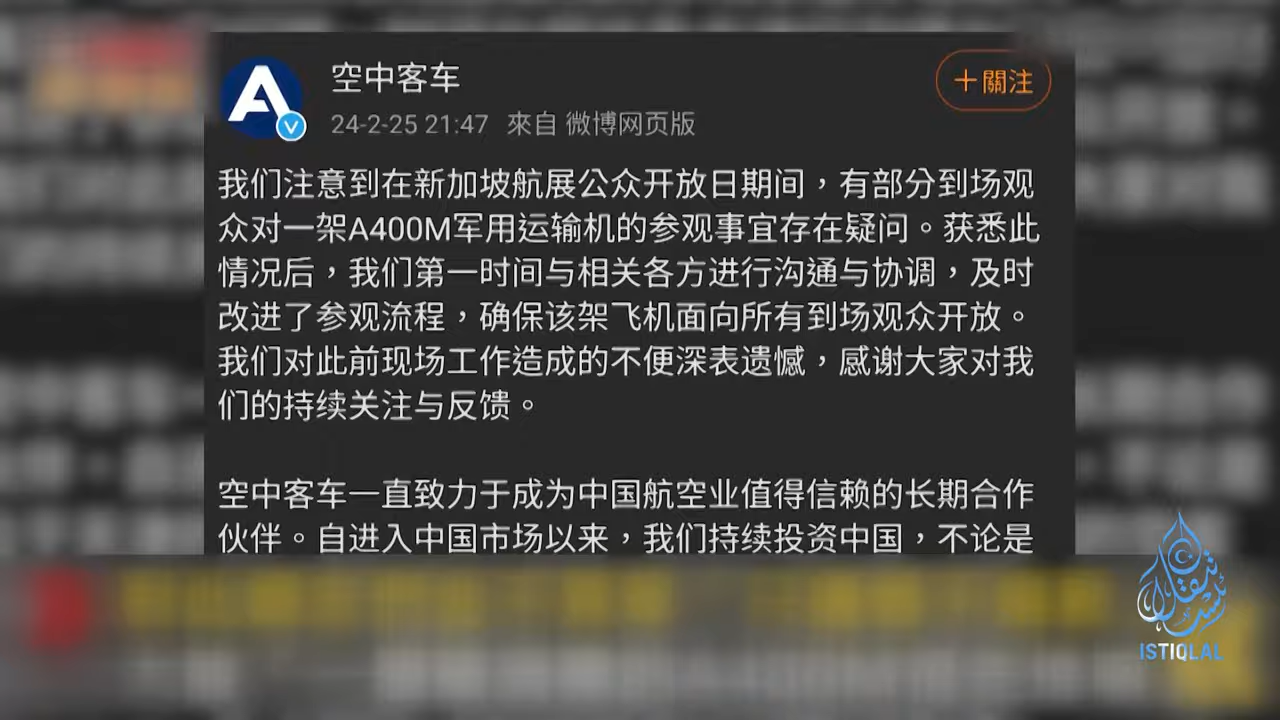 空中客车
24-2-25 21:47 來自 微博网页版
＋關注
我们注意到在新加坡航展公众开放日期间，有部分到场观
众对一架A400M军用运输机的参观事宜存在疑问。获悉此
情况后，我们第一时间与相关各方进行沟通与协调，及时
改进了参观流程，确保该架飞机面向所有到场观众开放。
我们对此前现场工作造成的不便深表遗憾，感谢大家对我
们的持续关注与反馈。
空中客车一直致力于成为中国航空业值得信赖的长期合作
伙伴。自进入中国市场以来，我们持续投资中国，不论是
ISTIQLAL